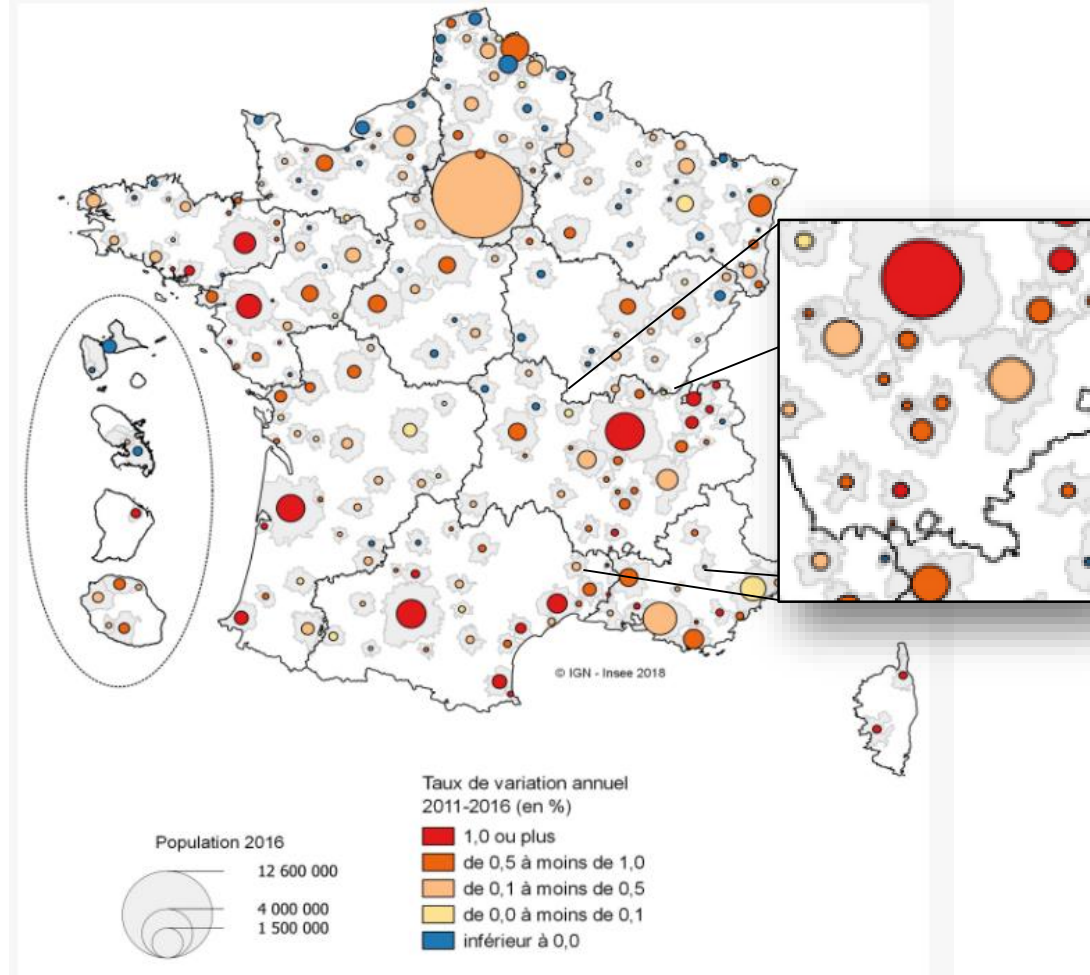 © IGN - Insee 2018
Taux de variation annuel
2011-2016 (en %)
1,0 ou plus
de 0,5 à moins de 1,0
de 0,1 à moins de 0,5
de 0,0 à moins de 0,1
inférieur à 0,0
Population 2016
12 600 000
4 000 000
1 500 000